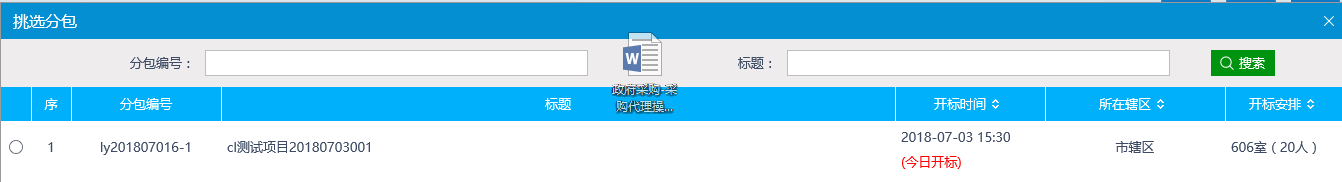 挑选分包
分包编号：
标题：
搜索
政府采购-采
购代理操...
序 分包编号 标题 开标时间 所在辖区 开标安排
1 ly201807016-1 cl测试项目20180703001 2018-07-03 15:30 市辖区 606室（20人）
(今日开标)